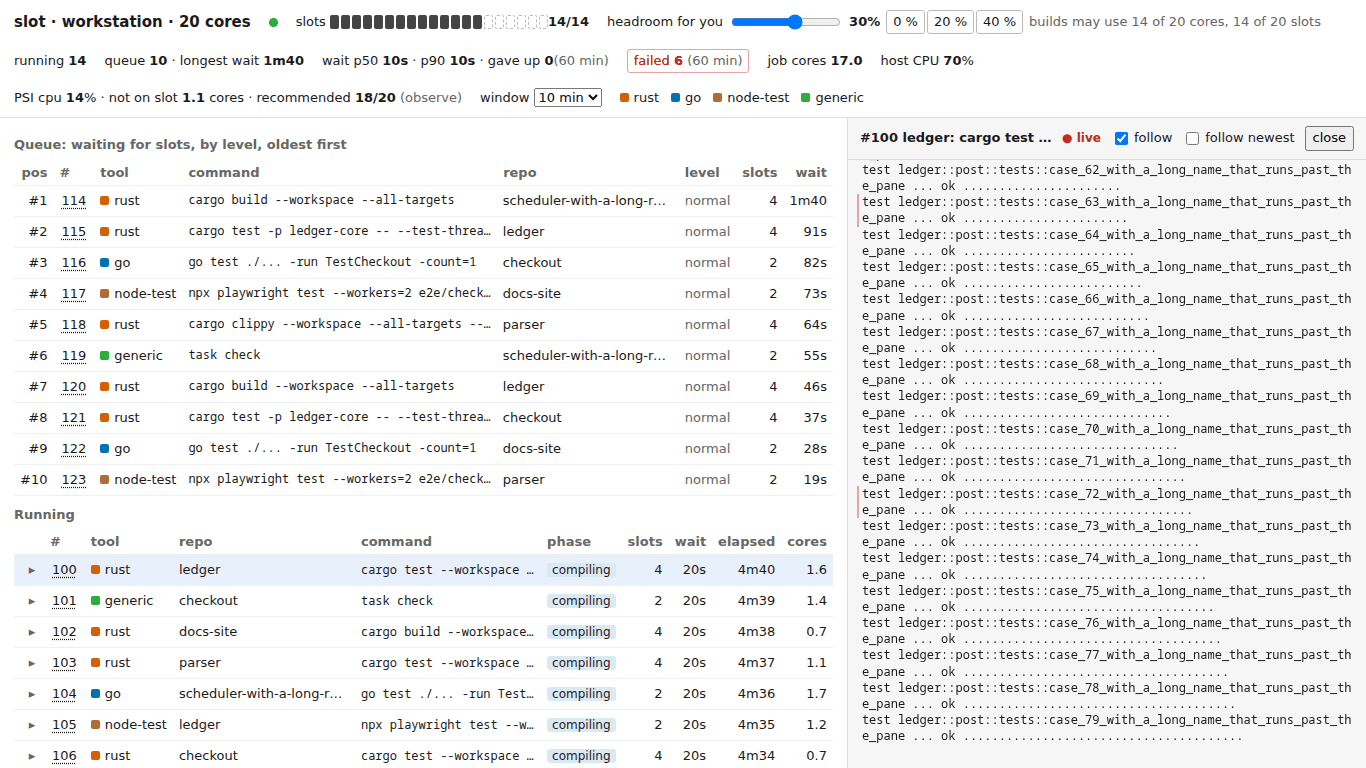 slot · workstation · 20 cores slots 14/14 headroom for you 30% 0 % 20 % 40 % builds may use 14 of 20 cores, 14 of 20 slots
running 14 queue 10 · longest wait 1m40 wait p50 10s · p90 10s · gave up 0(60 min) failed 6 (60 min) job cores 17.0 host CPU 70%
PSI cpu 14% · not on slot 1.1 cores · recommended 18/20 (observe) window 10 min rust go node-test generic
Queue: waiting for slots, by level, oldest first
pos # tool command repo level slots wait
#1 114 rust cargo build --workspace --all-targets scheduler-with-a-long-r… normal 4 1m40
#2 115 rust cargo test -p ledger-core -- --test-threa… ledger normal 4 91s
#3 116 go go test ./... -run TestCheckout -count=1 checkout normal 2 82s
#4 117 node-test npx playwright test --workers=2 e2e/check… docs-site normal 2 73s
#5 118 rust cargo clippy --workspace --all-targets --… parser normal 4 64s
#6 119 generic task check scheduler-with-a-long-r… normal 2 55s
#7 120 rust cargo build --workspace --all-targets ledger normal 4 46s
#8 121 rust cargo test -p ledger-core -- --test-threa… checkout normal 4 37s
#9 122 go go test ./... -run TestCheckout -count=1 docs-site normal 2 28s
#10 123 node-test npx playwright test --workers=2 e2e/check… parser normal 2 19s
Running
# tool repo command phase slots wait elapsed cores
▸ 100 rust ledger cargo test --workspace … compiling 4 20s 4m40 1.6
▸ 101 generic checkout task check compiling 2 20s 4m39 1.4
▸ 102 rust docs-site cargo build --workspace… compiling 4 20s 4m38 0.7
▸ 103 rust parser cargo test --workspace … compiling 4 20s 4m37 1.1
▸ 104 go scheduler-with-a-long-r… go test ./... -run Test… compiling 2 20s 4m36 1.7
▸ 105 node-test ledger npx playwright test --w… compiling 2 20s 4m35 1.2
▸ 106 rust checkout cargo test --workspace … compiling 4 20s 4m34 0.7
#100 ledger: cargo test … ● live follow follow newest close
test ledger::post::tests::case_62_with_a_long_name_that_runs_past_th
e_pane ... ok ......................
test ledger::post::tests::case_63_with_a_long_name_that_runs_past_th
e_pane ... ok .......................
test ledger::post::tests::case_64_with_a_long_name_that_runs_past_th
e_pane ... ok ........................
test ledger::post::tests::case_65_with_a_long_name_that_runs_past_th
e_pane ... ok .........................
test ledger::post::tests::case_66_with_a_long_name_that_runs_past_th
e_pane ... ok ..........................
test ledger::post::tests::case_67_with_a_long_name_that_runs_past_th
e_pane ... ok ...........................
test ledger::post::tests::case_68_with_a_long_name_that_runs_past_th
e_pane ... ok ............................
test ledger::post::tests::case_69_with_a_long_name_that_runs_past_th
e_pane ... ok .............................
test ledger::post::tests::case_70_with_a_long_name_that_runs_past_th
e_pane ... ok ..............................
test ledger::post::tests::case_71_with_a_long_name_that_runs_past_th
e_pane ... ok ...............................
test ledger::post::tests::case_72_with_a_long_name_that_runs_past_th
e_pane ... ok ................................
test ledger::post::tests::case_73_with_a_long_name_that_runs_past_th
e_pane ... ok .................................
test ledger::post::tests::case_74_with_a_long_name_that_runs_past_th
e_pane ... ok ..................................
test ledger::post::tests::case_75_with_a_long_name_that_runs_past_th
e_pane ... ok ...................................
test ledger::post::tests::case_76_with_a_long_name_that_runs_past_th
e_pane ... ok ....................................
test ledger::post::tests::case_77_with_a_long_name_that_runs_past_th
e_pane ... ok .....................................
test ledger::post::tests::case_78_with_a_long_name_that_runs_past_th
e_pane ... ok ......................................
test ledger::post::tests::case_79_with_a_long_name_that_runs_past_th
e_pane ... ok .......................................